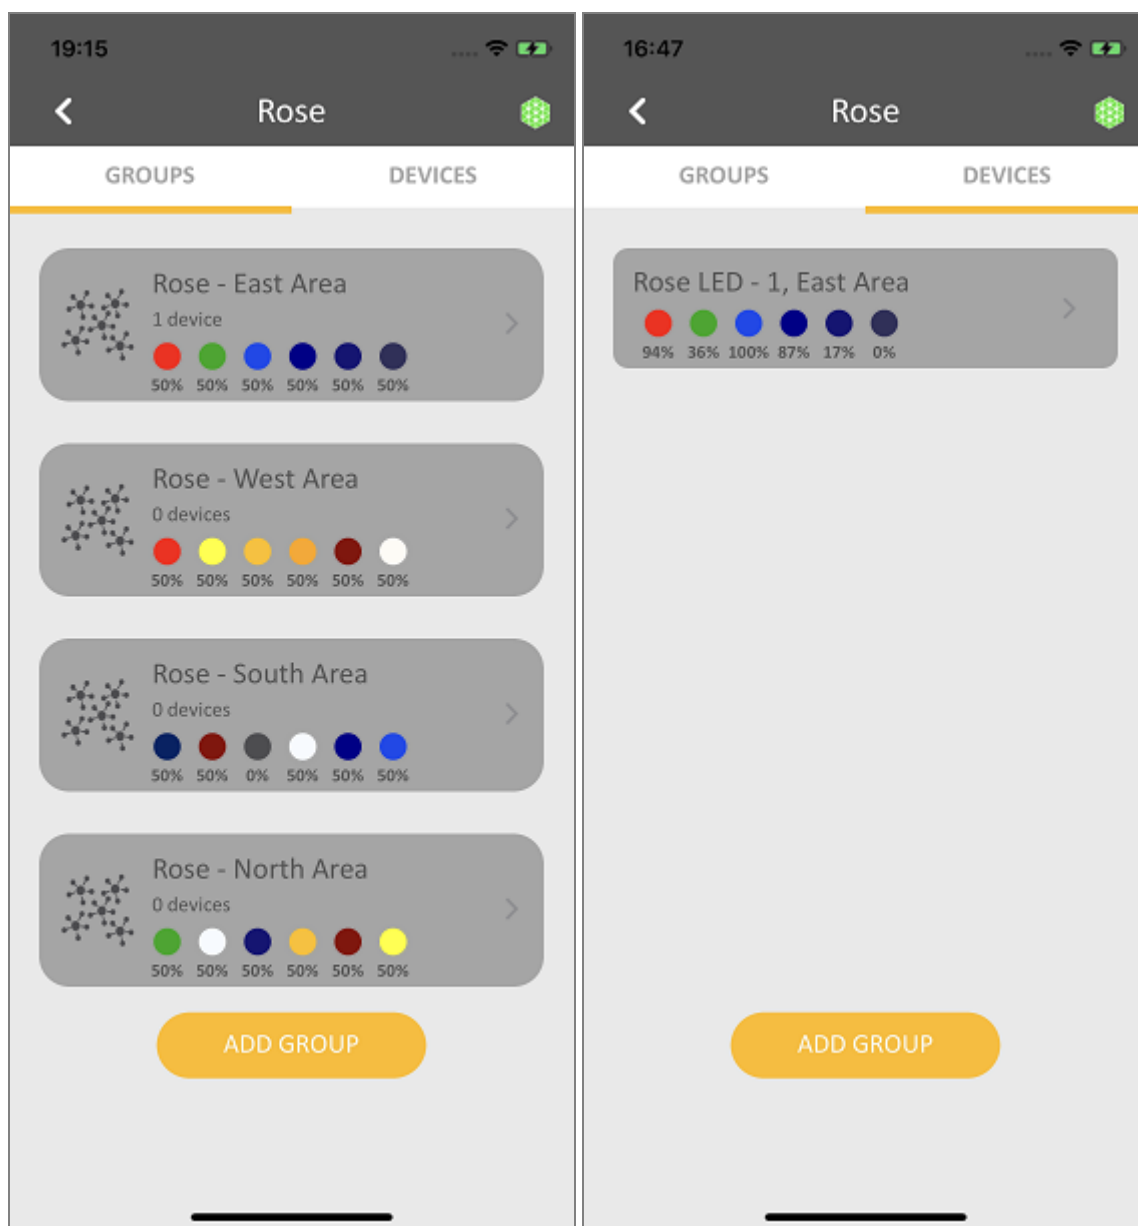 19:15
Rose
GROUPS DEVICES
Rose - East Area
1 device
50% 50% 50% 50% 50% 50%
Rose - West Area
0 devices
50% 50% 50% 50% 50% 50%
Rose - South Area
0 devices
50% 50% 0% 50% 50% 50%
Rose - North Area
0 devices
50% 50% 50% 50% 50% 50%
ADD GROUP
16:47
Rose
GROUPS DEVICES
Rose LED - 1, East Area
94% 36% 100% 87% 17% 0%
ADD GROUP